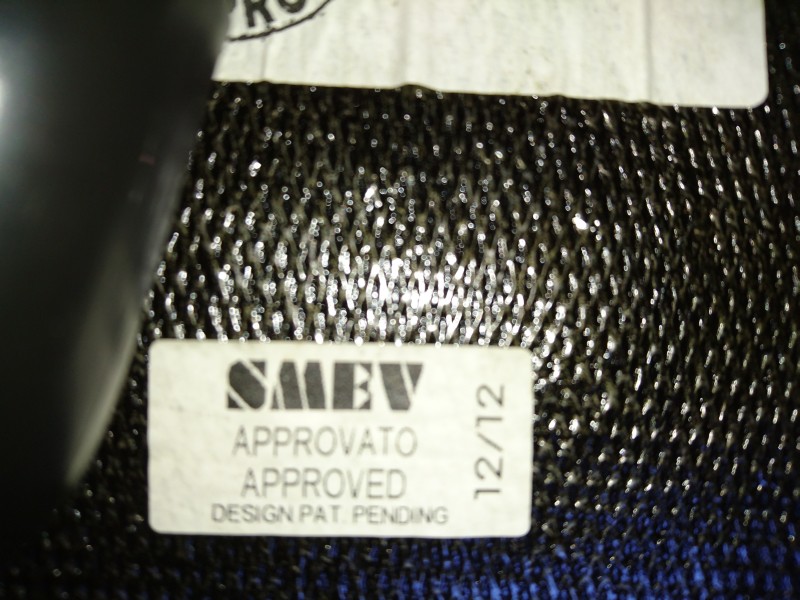 SMEV
APPROVATO
APPROVED
DESIGN PAT. PENDING
12/12